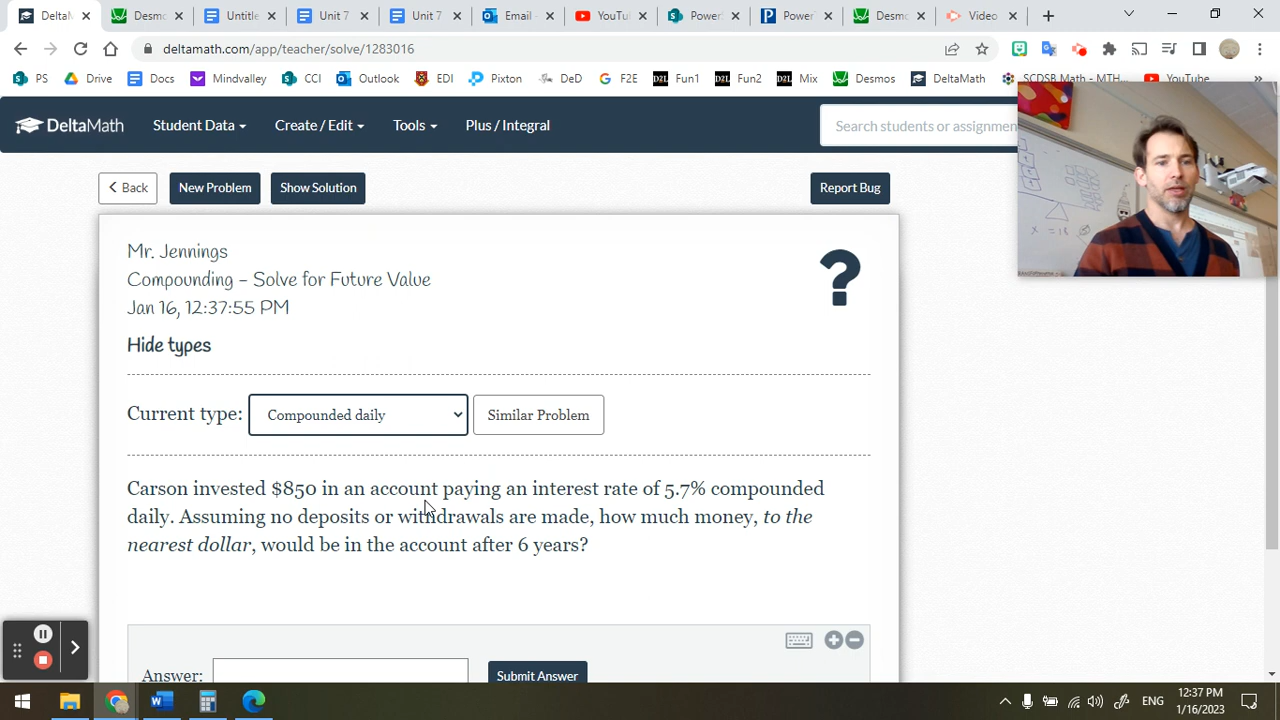 DeltaM
Desmos
Untitle
Unit 7
Unit 7
Email -
YouTu
Power
Power
Desmo
Video
deltamath.com/app/teacher/solve/1283016
PS Drive Docs Mindvalley CCI Outlook EDI Pixton DeD F2E Fun1 Fun2 Mix Desmos DeltaMath SCDSB Math - MTH... YouTube »
DeltaMath Student Data Create / Edit Tools Plus / Integral Search students or assignmen
Back New Problem Show Solution Report Bug
Mr. Jennings
Compounding - Solve for Future Value
Jan 16, 12:37:55 PM
?
Hide types
Current type: Compounded daily Similar Problem
Carson invested $850 in an account paying an interest rate of 5.7% compounded
daily. Assuming no deposits or withdrawals are made, how much money, to the
nearest dollar, would be in the account after 6 years?
Answer: Submit Answer
ENG
12:37 PM
1/16/2023